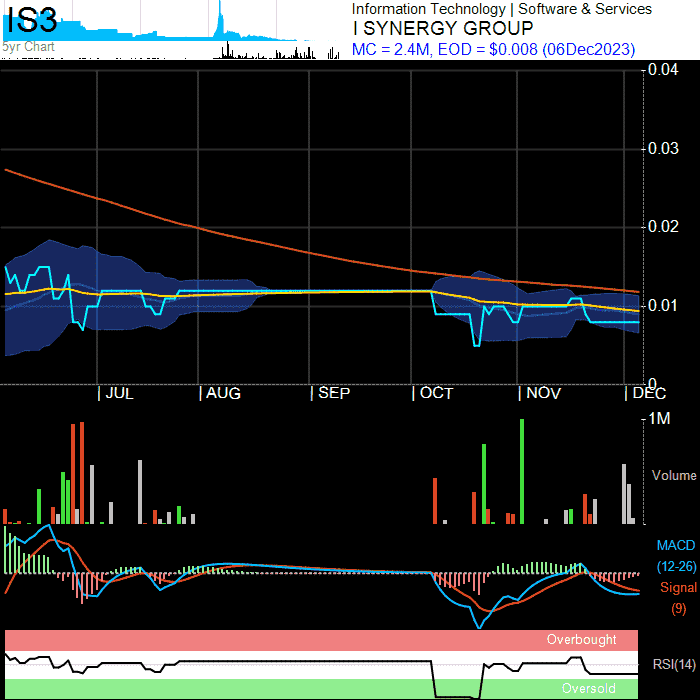 IS3
5yr Chart
Information Technology | Software & Services
I SYNERGY GROUP
MC = 2.4M, EOD = $0.008 (06Dec2023)
0.04
0.03
0.02
0.01
0
| JUL | AUG | SEP | OCT | NOV | DEC
1M
Volume
MACD
(12-26)
Signal
(9)
Overbought
RSI(14)
Oversold